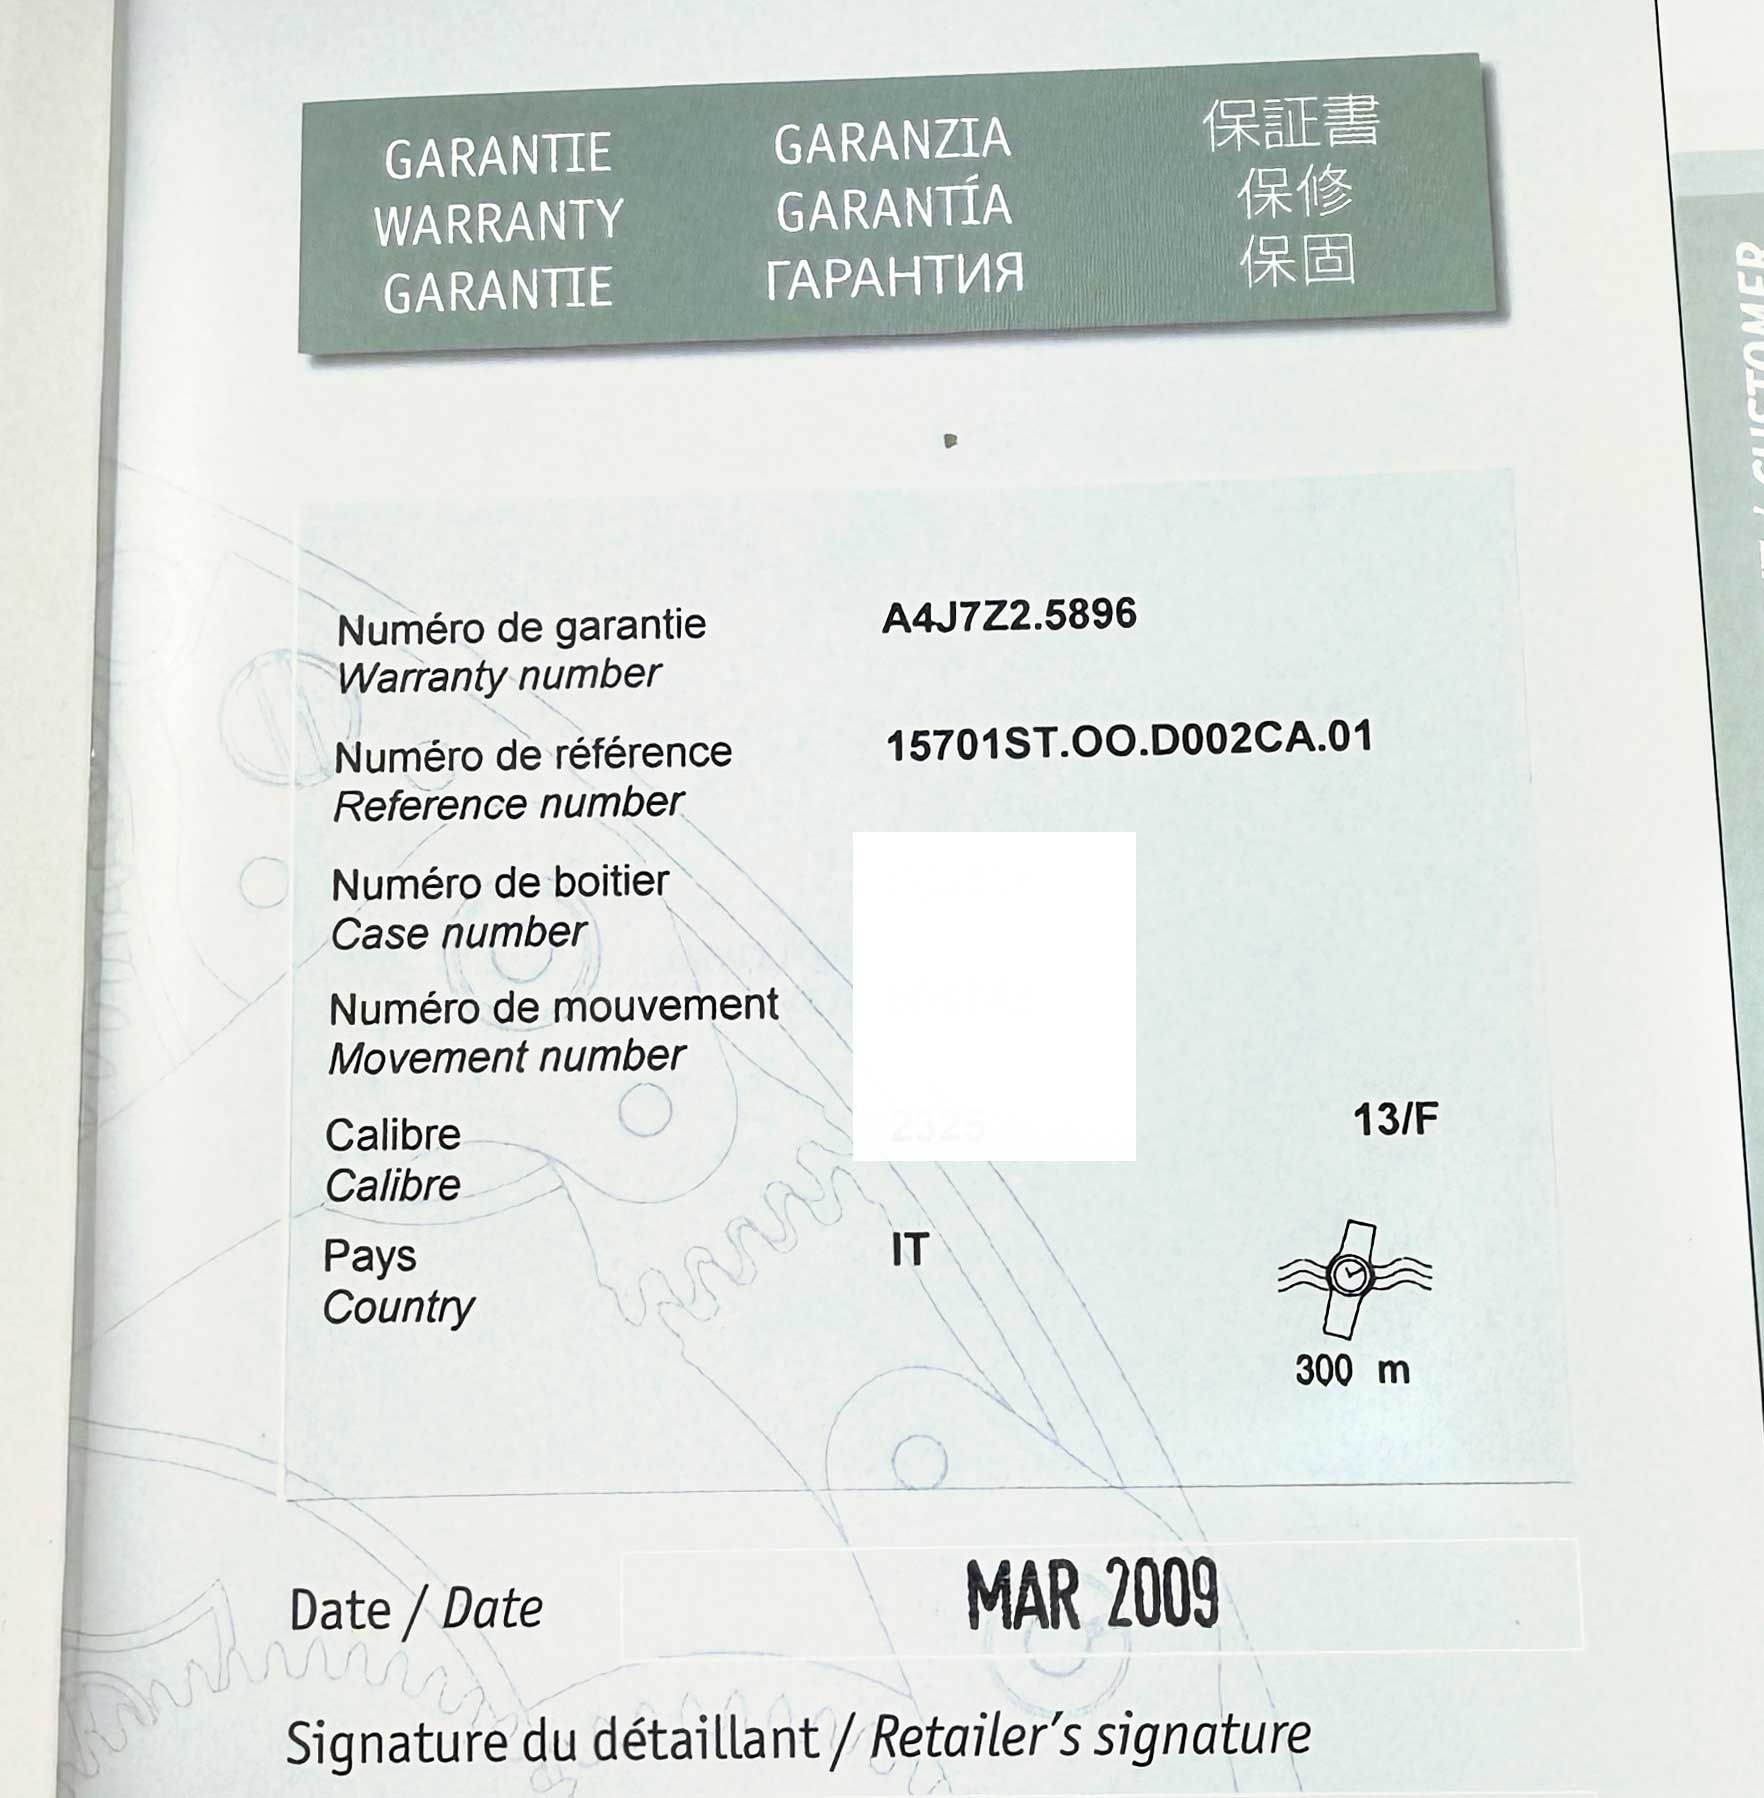 GARANTIE
WARRANTY
GARANTIE
GARANZIA
GARANTÍA
ГАРАНТИЯ
保証書
保修
保固
Numéro de garantie A4J7Z2.5896
Warranty number
Numéro de référence 15701ST.OO.D002CA.01
Reference number
Numéro de boitier
Case number
Numéro de mouvement
Movement number
Calibre 2325 13/F
Calibre
Pays IT
Country
300 m
Date / Date MAR 2009
Signature du détaillant / Retailer's signature
/ CUSTOMER